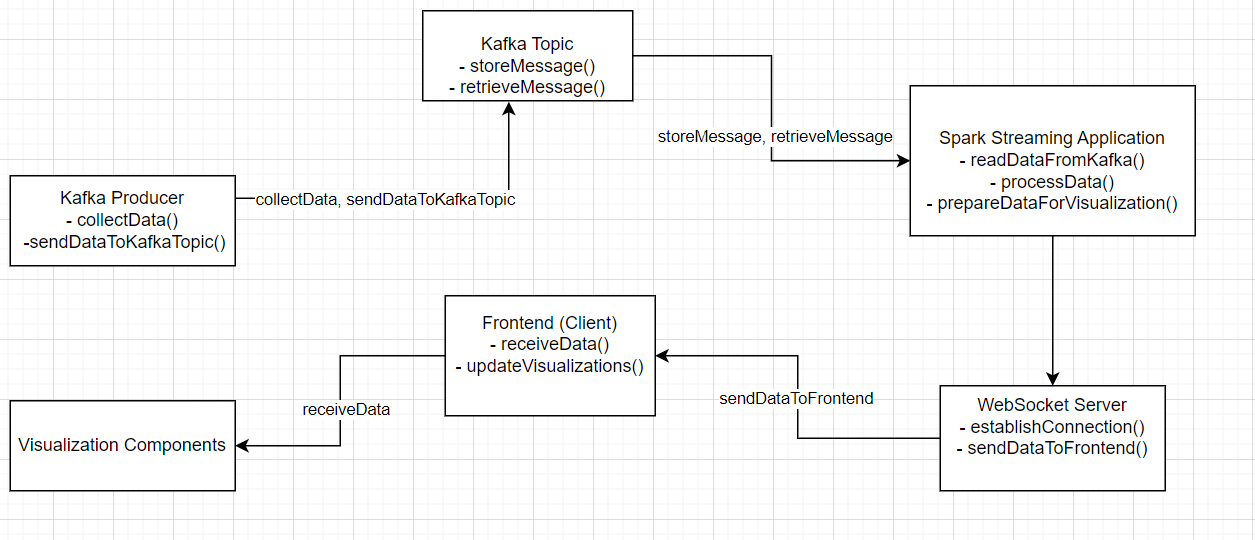 Kafka Topic
- storeMessage()
- retrieveMessage()
storeMessage, retrieveMessage
Spark Streaming Application
- readDataFromKafka()
- processData()
- prepareDataForVisualization()
Kafka Producer
- collectData()
-sendDataToKafkaTopic()
collectData, sendDataToKafkaTopic
Frontend (Client)
- receiveData()
- updateVisualizations()
sendDataToFrontend
WebSocket Server
- establishConnection()
- sendDataToFrontend()
receiveData
Visualization Components